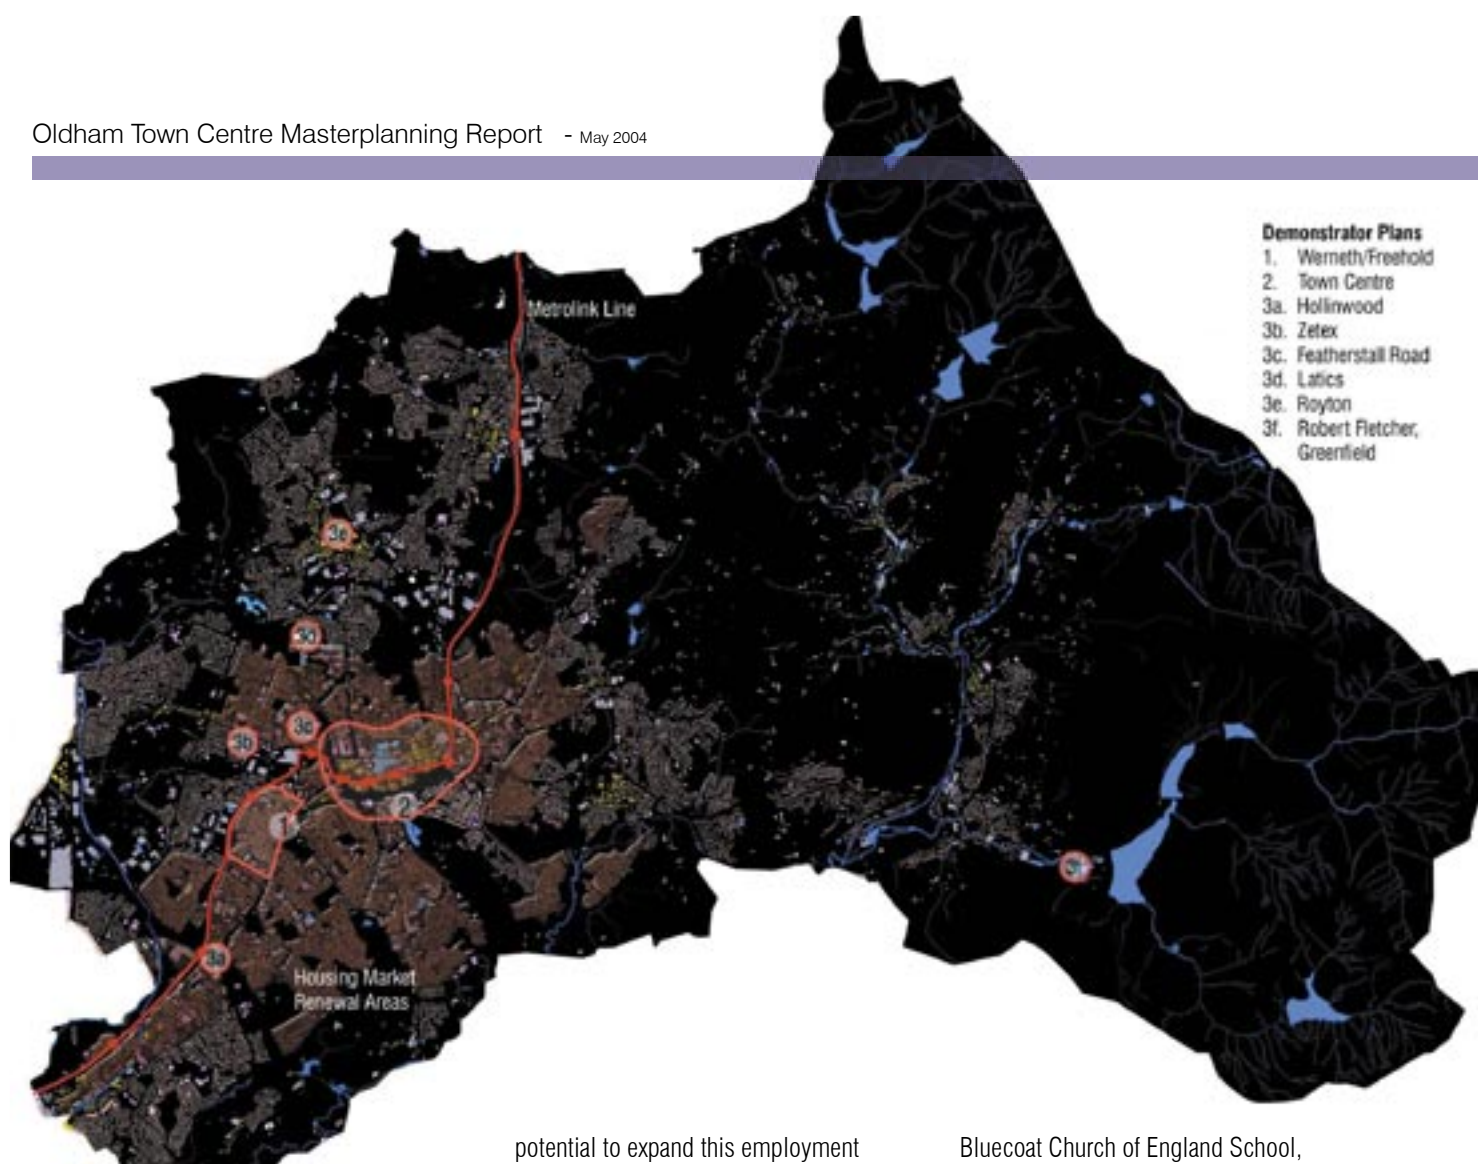 Oldham Town Centre Masterplanning Report - May 2004
Demonstrator Plans
1. Werneth/Freehold
2. Town Centre
3a. Hollinwood
3b. Zetex
3c. Featherstall Road
3d. Latics
3e. Royton
3f. Robert Fletcher,
Greenfield
Metrolink Line
3e
3d
3b
3c
2
1
3f
3a
Housing Market
Renewal Areas
potential to expand this employment
Bluecoat Church of England School,